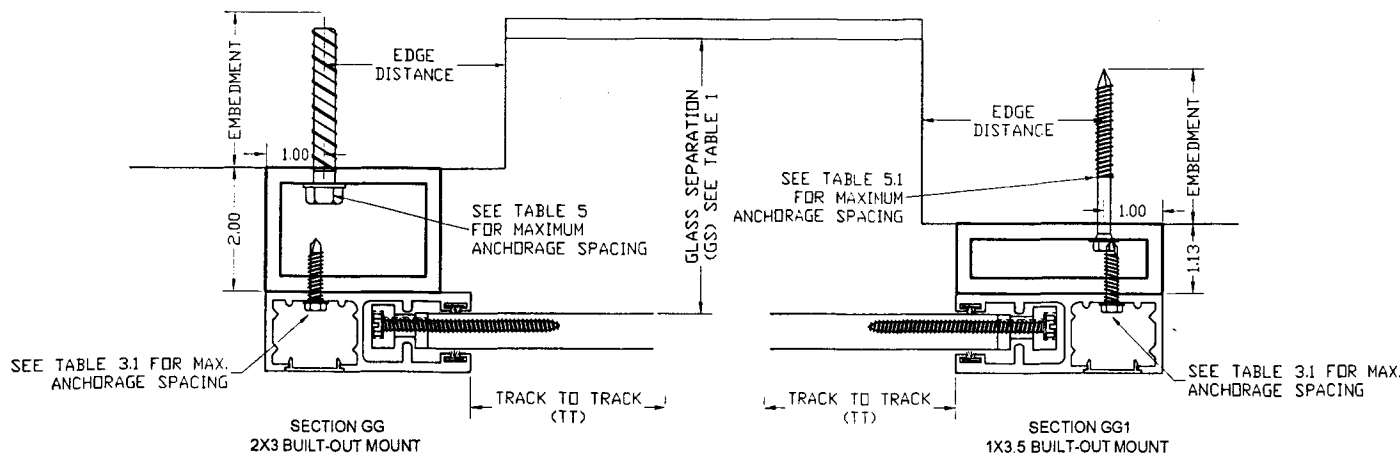 EMBEDMENT
EDGE
DISTANCE
1.00
2.00
SEE TABLE 5
FOR MAXIMUM
ANCHORAGE SPACING
SEE TABLE 3.1 FOR MAX.
ANCHORAGE SPACING
TRACK TO TRACK
(TT)
SECTION GG
2X3 BUILT-OUT MOUNT
GLASS SEPARATION
(GS) SEE TABLE 1
EDGE
DISTANCE
EMBEDMENT
SEE TABLE 5.1
FOR MAXIMUM
ANCHORAGE SPACING
1.00
1.13
SEE TABLE 3.1 FOR MAX.
ANCHORAGE SPACING
TRACK TO TRACK
(TT)
SECTION GG1
1X3.5 BUILT-OUT MOUNT